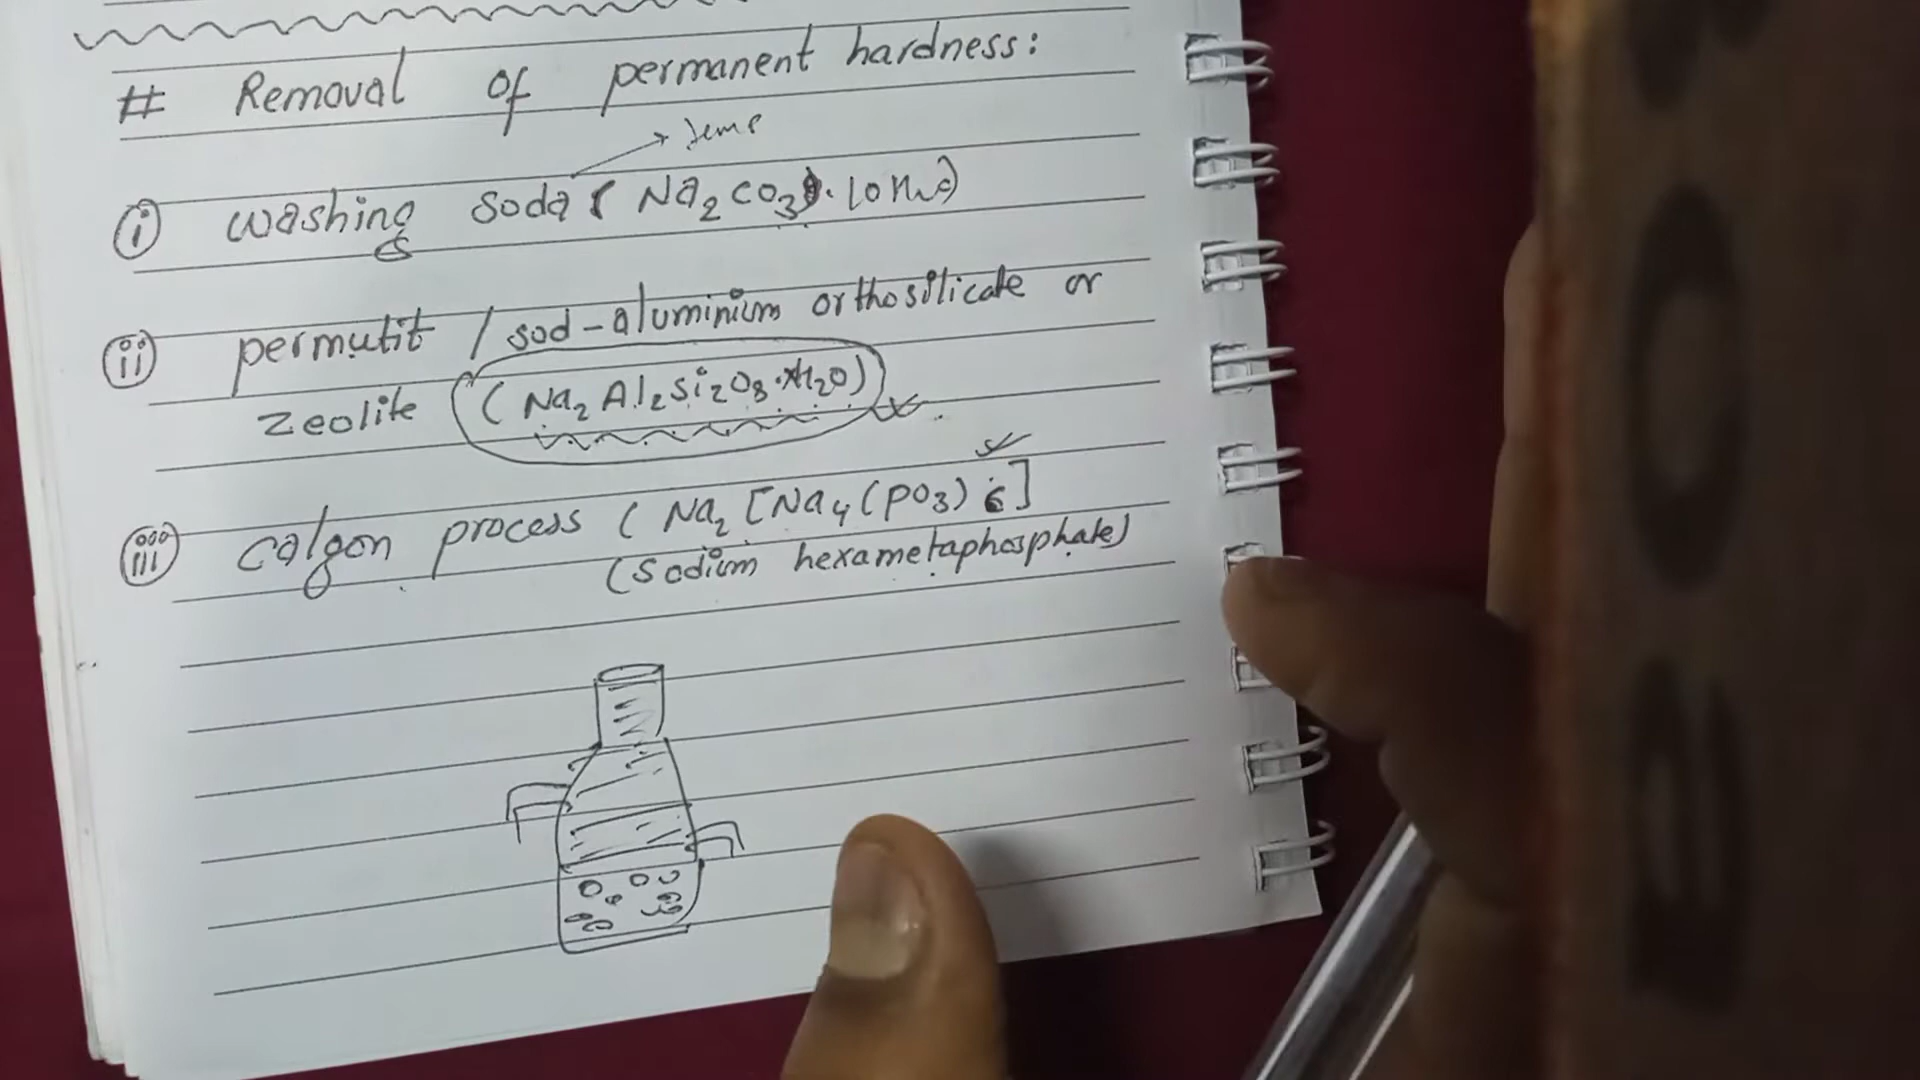 # Removal of permanent hardness:
→ temp
(i) washing soda (Na2CO3).10H2O)
(ii) permutit / sod-aluminium orthosilicate or
zeolite (Na2Al2Si2O8.xH2O)
(iii) calgon process (Na2[Na4(PO3)6]
(sodium hexametaphosphate)